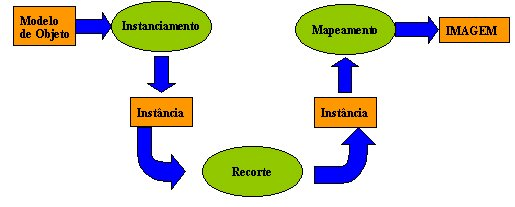 Modelo
de Objeto
Instanciamento
Instância
Recorte
Instância
Mapeamento
IMAGEM